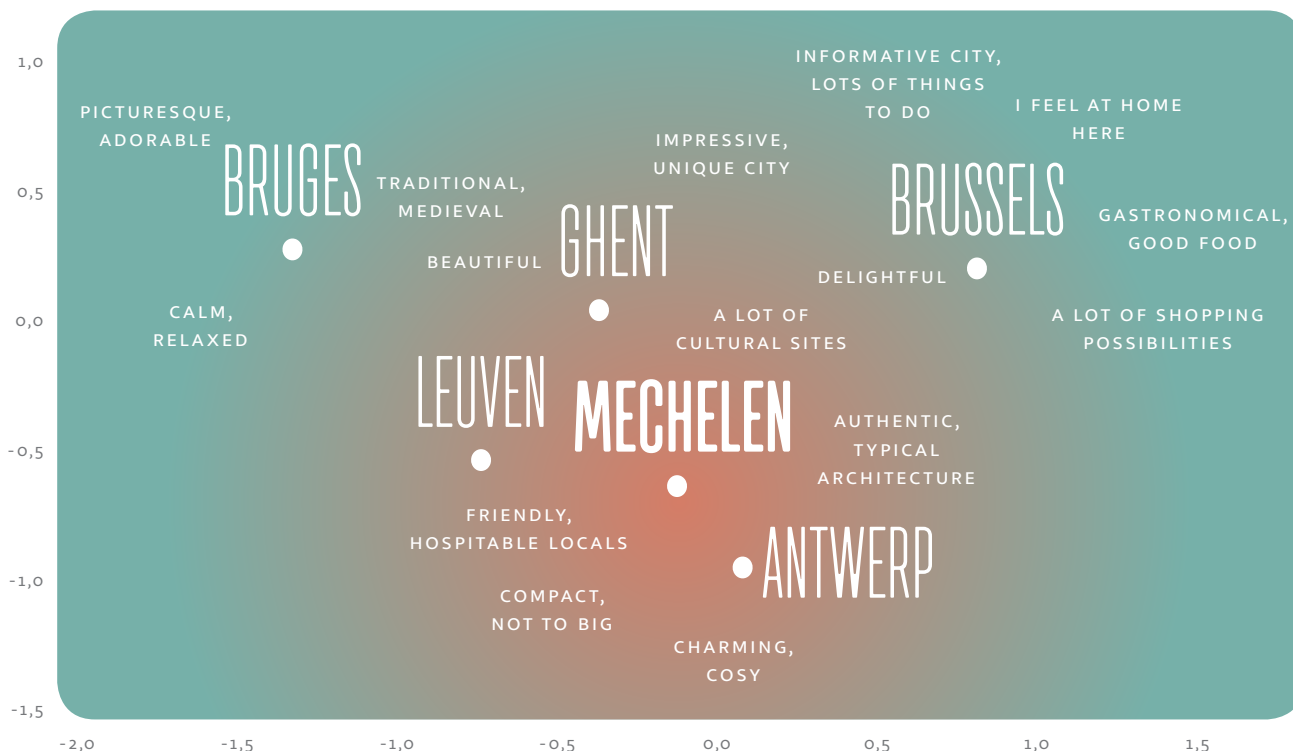 1,0
0,5
0,0
-0,5
-1,0
-1,5
-2,0
-1,5
-1,0
-0,5
0,0
0,5
1,0
1,5
PICTURESQUE,
ADORABLE
BRUGES
CALM,
RELAXED
TRADITIONAL,
MEDIEVAL
BEAUTIFUL
GHENT
IMPRESSIVE,
UNIQUE CITY
INFORMATIVE CITY,
LOTS OF THINGS
TO DO
I FEEL AT HOME
HERE
BRUSSELS
GASTRONOMICAL,
GOOD FOOD
DELIGHTFUL
A LOT OF SHOPPING
POSSIBILITIES
A LOT OF
CULTURAL SITES
LEUVEN
MECHELEN
AUTHENTIC,
TYPICAL
ARCHITECTURE
FRIENDLY,
HOSPITABLE LOCALS
ANTWERP
COMPACT,
NOT TO BIG
CHARMING,
COSY